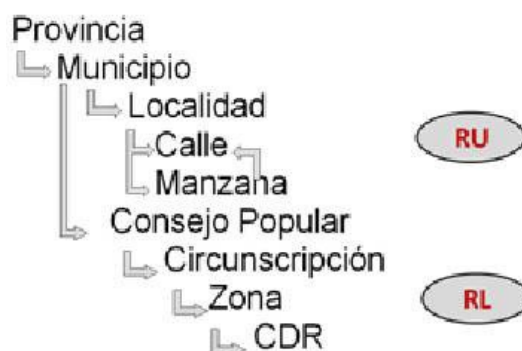 Provincia
Municipio
Localidad
Calle
RU
Manzana
Consejo Popular
Circunscripción
Zona
RL
CDR